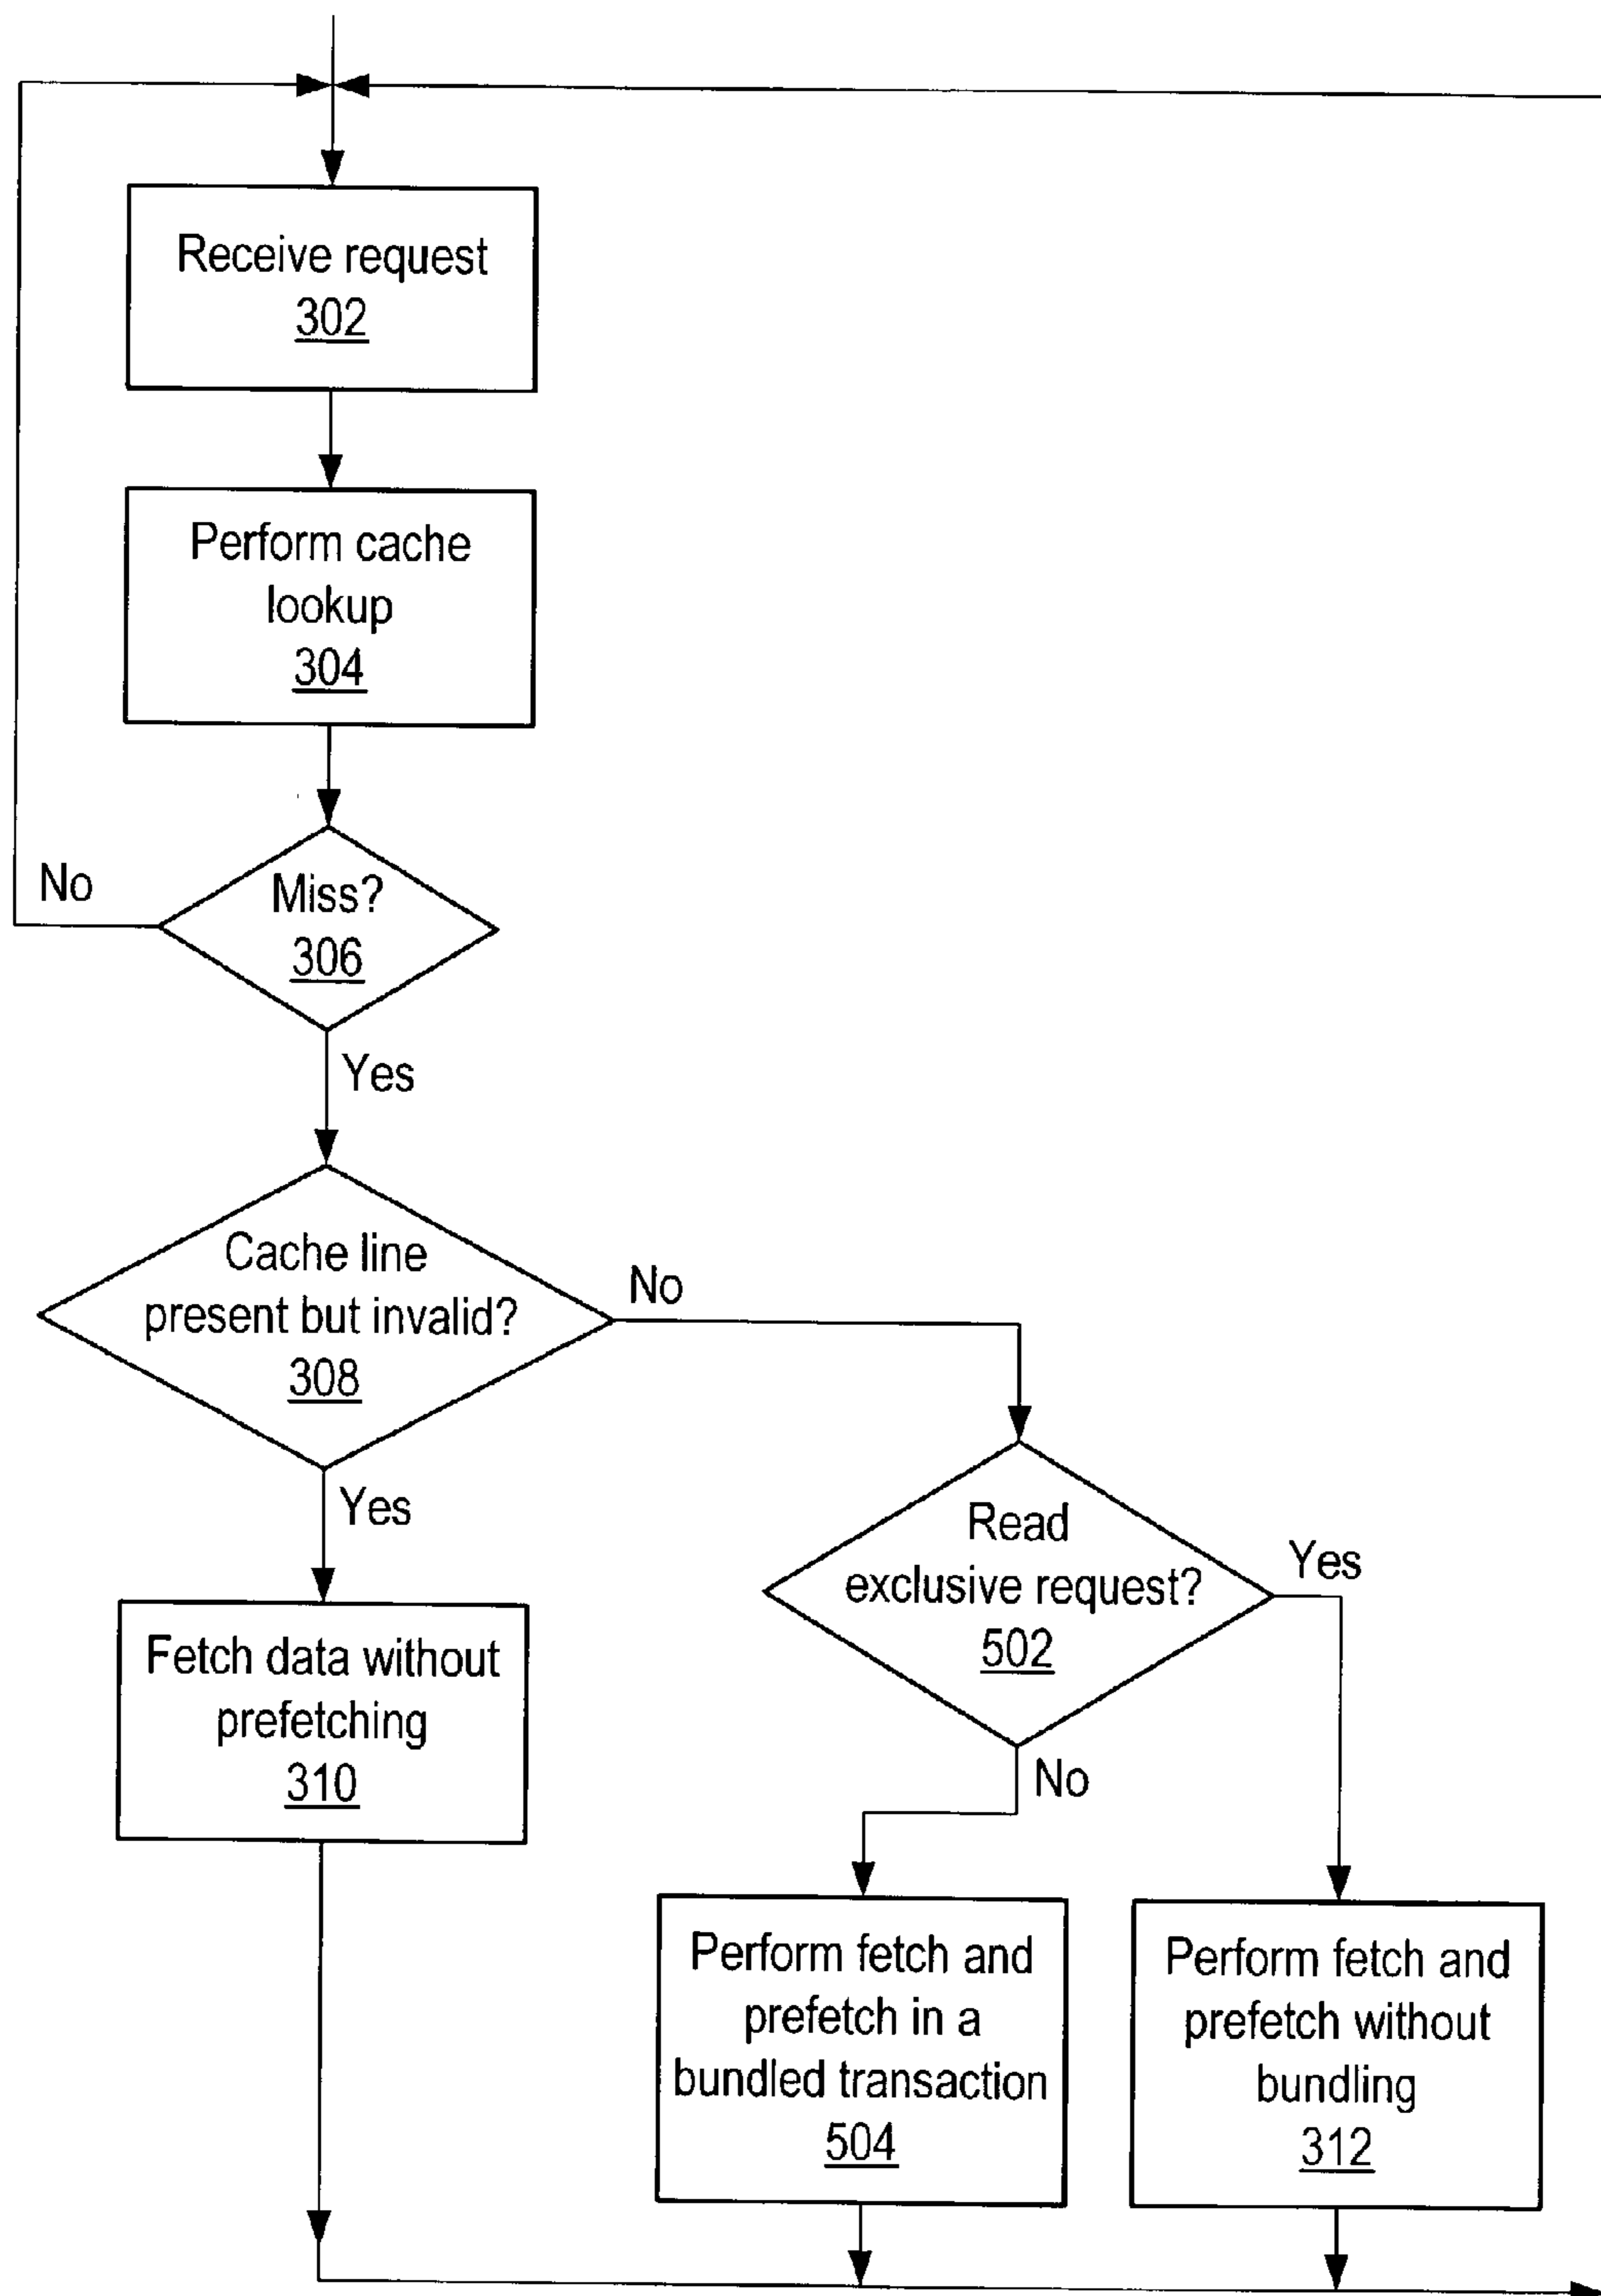 Receive request
302
Perform cache
lookup
304
No
Miss?
306
Yes
Cache line
present but invalid?
308
No
Yes
Read
exclusive request?
502
Yes
Fetch data without
prefetching
310
No
Perform fetch and
prefetch in a
bundled transaction
504
Perform fetch and
prefetch without
bundling
312